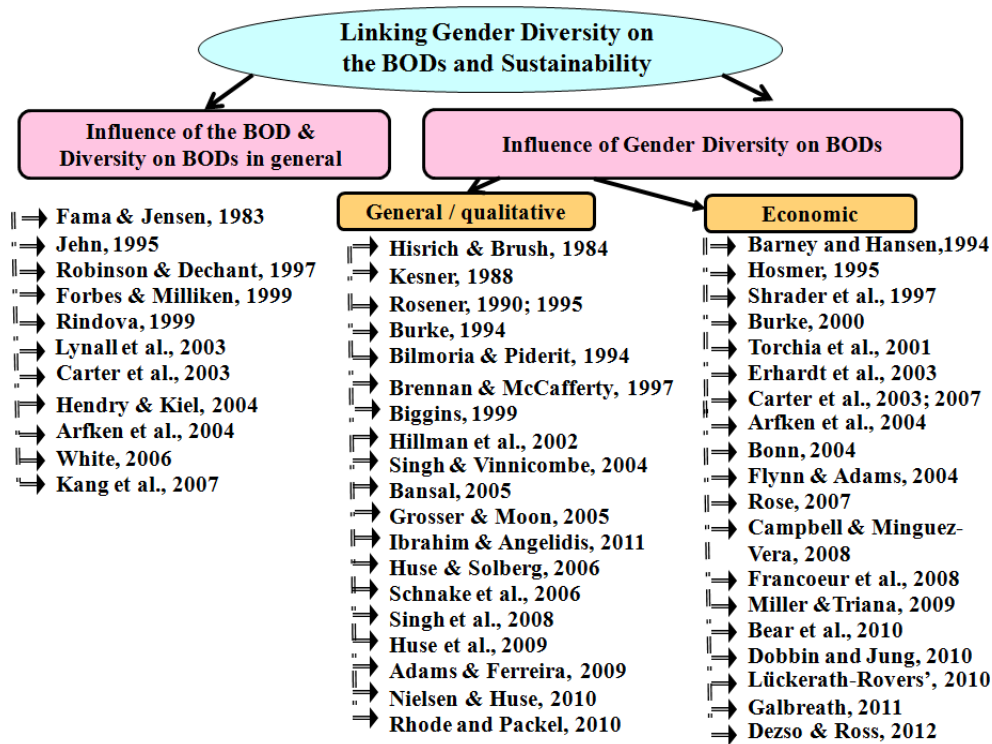 Linking Gender Diversity on
the BODs and Sustainability
Influence of the BOD &
Diversity on BODs in general
Fama & Jensen, 1983
Jehn, 1995
Robinson & Dechant, 1997
Forbes & Milliken, 1999
Rindova, 1999
Lynall et al., 2003
Carter et al., 2003
Hendry & Kiel, 2004
Arfken et al., 2004
White, 2006
Kang et al., 2007
Influence of Gender Diversity on BODs
General / qualitative
Hisrich & Brush, 1984
Kesner, 1988
Rosener, 1990; 1995
Burke, 1994
Bilmoria & Piderit, 1994
Brennan & McCafferty, 1997
Biggins, 1999
Hillman et al., 2002
Singh & Vinnicombe, 2004
Bansal, 2005
Grosser & Moon, 2005
Ibrahim & Angelidis, 2011
Huse & Solberg, 2006
Schnake et al., 2006
Singh et al., 2008
Huse et al., 2009
Adams & Ferreira, 2009
Nielsen & Huse, 2010
Rhode and Packel, 2010
Economic
Barney and Hansen,1994
Hosmer, 1995
Shrader et al., 1997
Burke, 2000
Torchia et al., 2001
Erhardt et al., 2003
Carter et al., 2003; 2007
Arfken et al., 2004
Bonn, 2004
Flynn & Adams, 2004
Rose, 2007
Campbell & Minguez-
Vera, 2008
Francoeur et al., 2008
Miller &Triana, 2009
Bear et al., 2010
Dobbin and Jung, 2010
Lückerath-Rovers’, 2010
Galbreath, 2011
Dezso & Ross, 2012